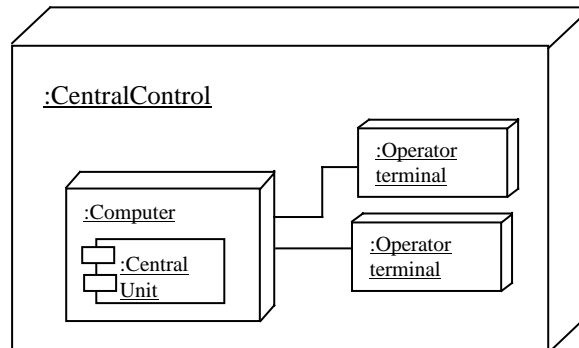 :CentralControl
:Operator
terminal
:Computer
:Central
Unit
:Operator
terminal